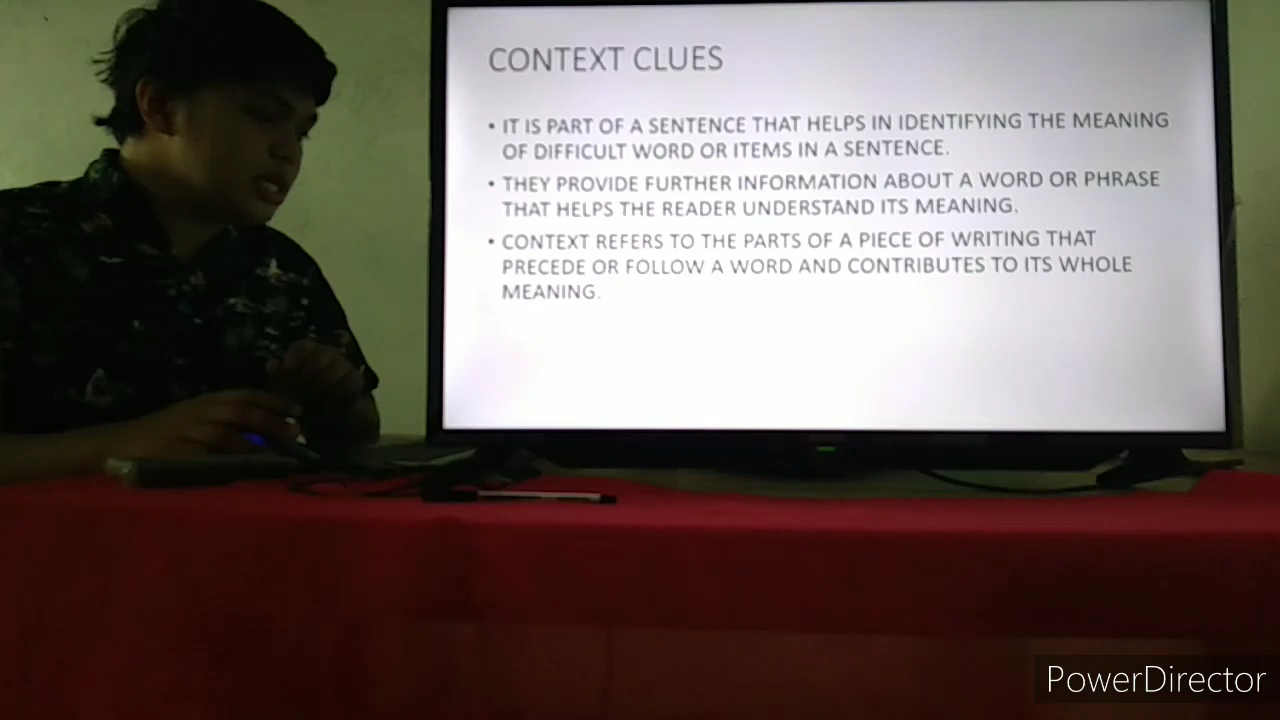 CONTEXT CLUES
• IT IS PART OF A SENTENCE THAT HELPS IN IDENTIFYING THE MEANING
OF DIFFICULT WORD OR ITEMS IN A SENTENCE.
• THEY PROVIDE FURTHER INFORMATION ABOUT A WORD OR PHRASE
THAT HELPS THE READER UNDERSTAND ITS MEANING.
• CONTEXT REFERS TO THE PARTS OF A PIECE OF WRITING THAT
PRECEDE OR FOLLOW A WORD AND CONTRIBUTES TO ITS WHOLE
MEANING.
PowerDirector